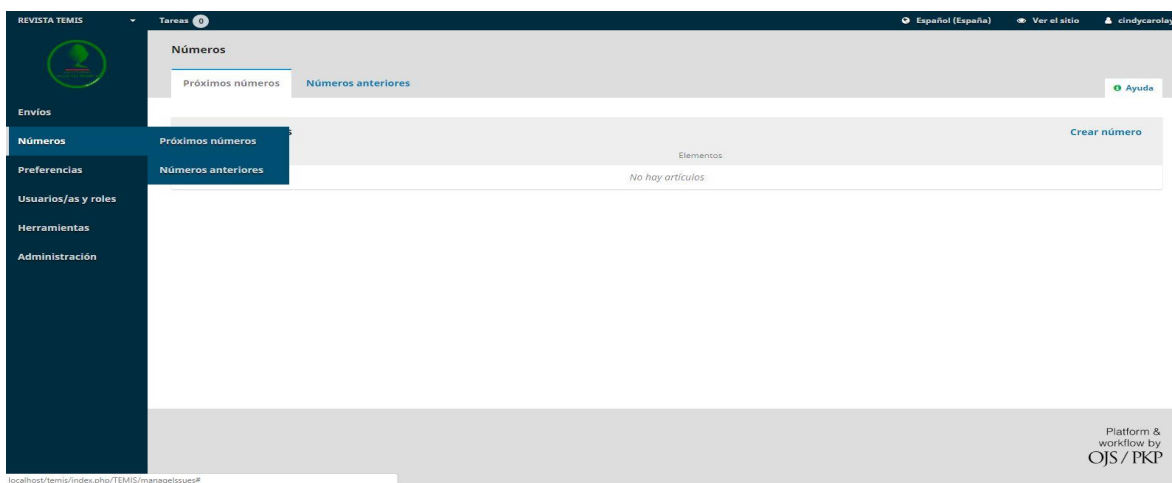 REVISTA TEMIS
Tareas 0
Español (España)
Ver el sitio
cindycarolay
Números
Próximos números
Números anteriores
Ayuda
Envíos
Números
Próximos números
Crear número
Elementos
Preferencias
Números anteriores
No hay artículos
Usuarios/as y roles
Herramientas
Administración
Platform &
workflow by
OJS / PKP
localhost/temis/index.php/TEMIS/manageIssues#